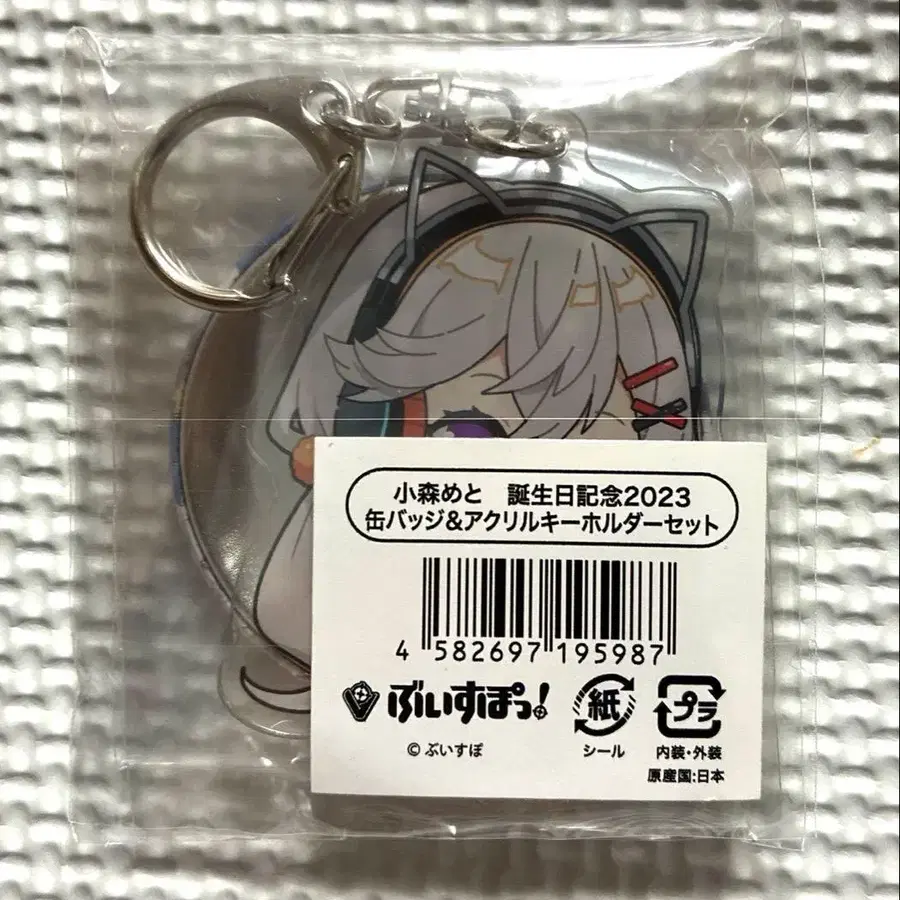 小森めと　誕生日記念2023
缶バッジ&アクリルキーホルダーセット
4 582697 195987
ぶいすぽっ!
© ぶいすぽ
紙
シール
プラ
内装・外装
原産国:日本